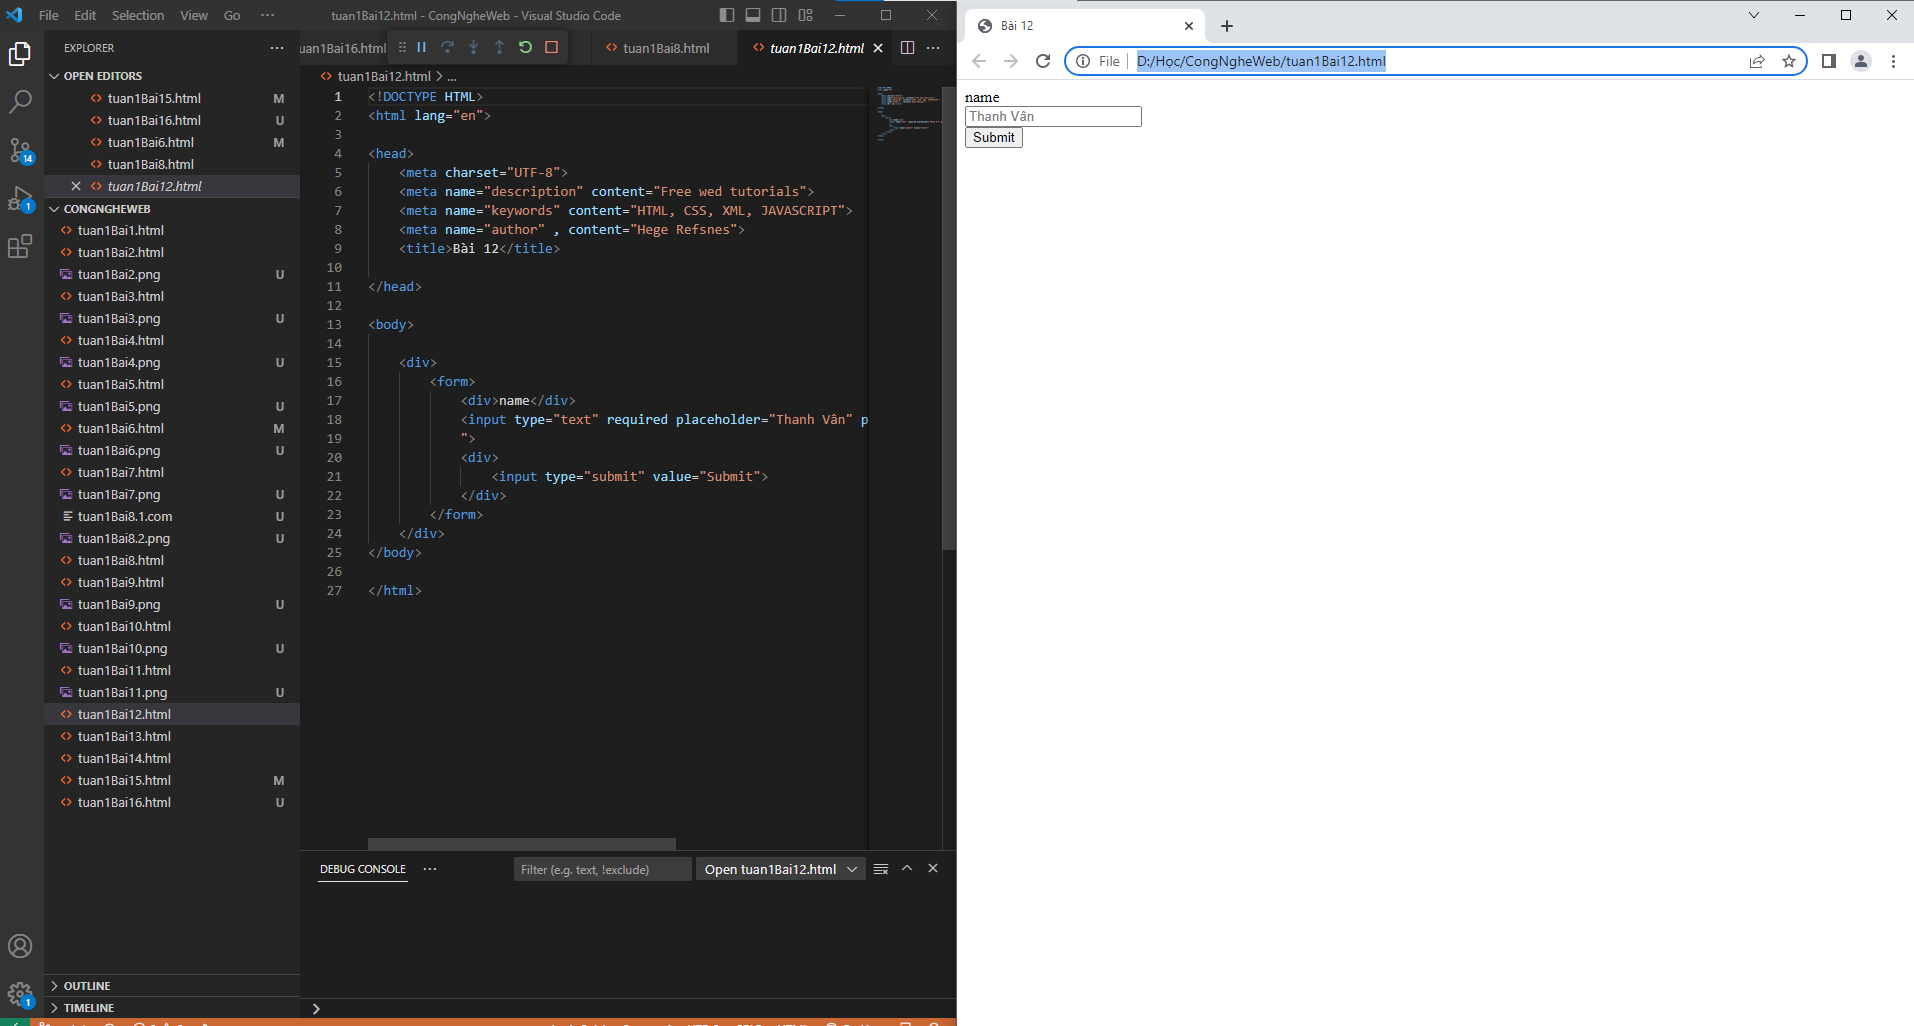 File Edit Selection View Go ··· tuan1Bai12.html - CongNgheWeb - Visual Studio Code
EXPLORER
OPEN EDITORS
tuan1Bai15.html M
tuan1Bai16.html U
tuan1Bai6.html M
tuan1Bai8.html
tuan1Bai12.html
CONGNGHEWEB
tuan1Bai1.html
tuan1Bai2.html
tuan1Bai2.png U
tuan1Bai3.html
tuan1Bai3.png U
tuan1Bai4.html
tuan1Bai4.png U
tuan1Bai5.html
tuan1Bai5.png U
tuan1Bai6.html M
tuan1Bai6.png U
tuan1Bai7.html
tuan1Bai7.png U
tuan1Bai8.1.com U
tuan1Bai8.2.png U
tuan1Bai8.html
tuan1Bai9.html
tuan1Bai9.png U
tuan1Bai10.html
tuan1Bai10.png U
tuan1Bai11.html
tuan1Bai11.png U
tuan1Bai12.html
tuan1Bai13.html
tuan1Bai14.html
tuan1Bai15.html M
tuan1Bai16.html U
OUTLINE
TIMELINE
14
1
1
uan1Bai16.html tuan1Bai8.html tuan1Bai12.html
tuan1Bai12.html > ...
1 <!DOCTYPE HTML>
2 <html lang="en">
3
4 <head>
5 <meta charset="UTF-8">
6 <meta name="description" content="Free wed tutorials">
7 <meta name="keywords" content="HTML, CSS, XML, JAVASCRIPT">
8 <meta name="author" , content="Hege Refsnes">
9 <title>Bài 12</title>
10
11 </head>
12
13 <body>
14
15 <div>
16 <form>
17 <div>name</div>
18 <input type="text" required placeholder="Thanh Vân" p
19 ">
20 <div>
21 <input type="submit" value="Submit">
22 </div>
23 </form>
24 </div>
25 </body>
26
27 </html>
DEBUG CONSOLE ··· Filter (e.g. text, !exclude) Open tuan1Bai12.html
Bài 12
File D:/Học/CongNgheWeb/tuan1Bai12.html
name
Thanh Vân
Submit